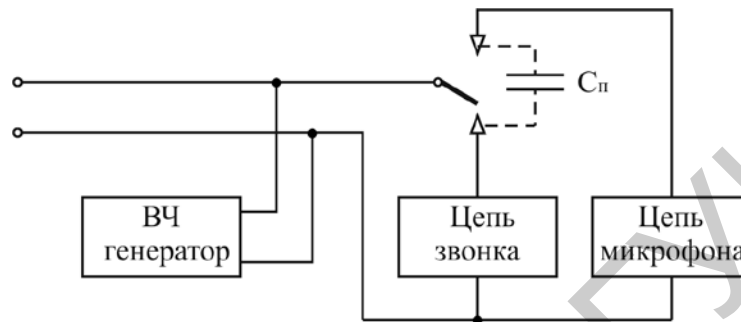 Сп
ВЧ
генератор
Цепь
звонка
Цепь
микрофона